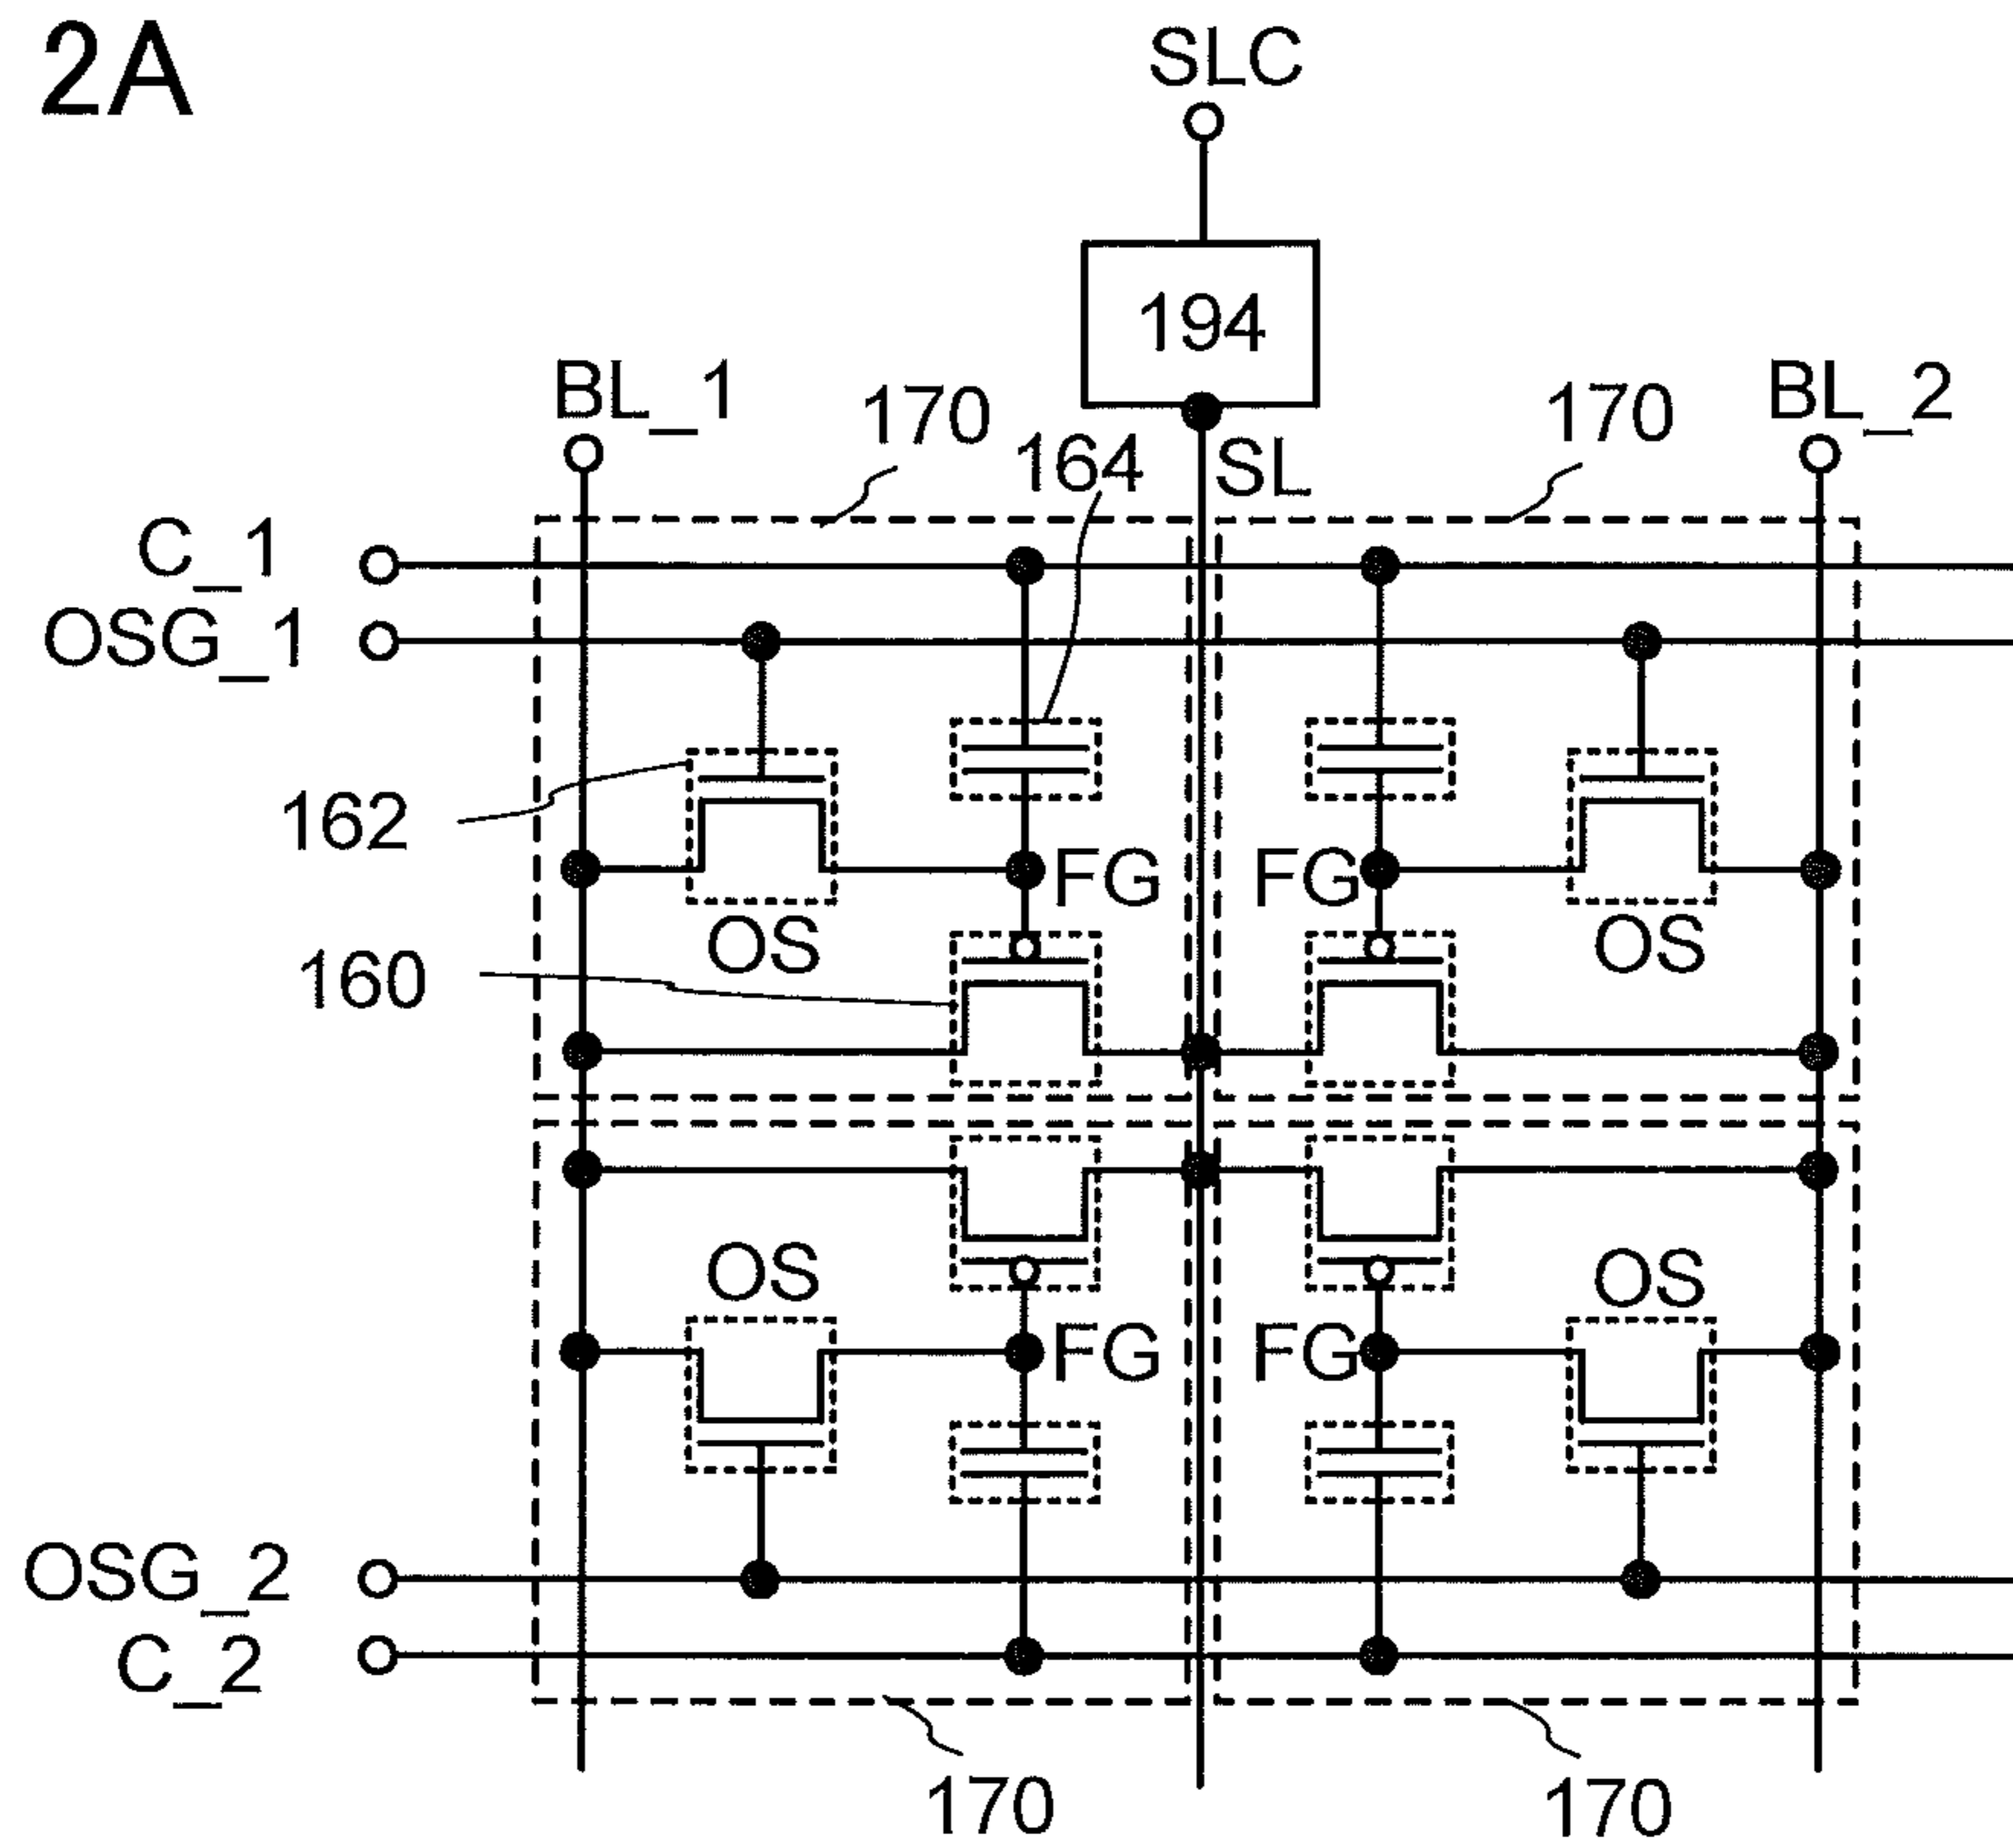 2A
SLC
194
BL_1
170
164
SL
170
BL_2
C_1
OSG_1
162
FG
FG
OS
OS
160
OS
OS
FG
FG
OSG_2
C_2
170
170